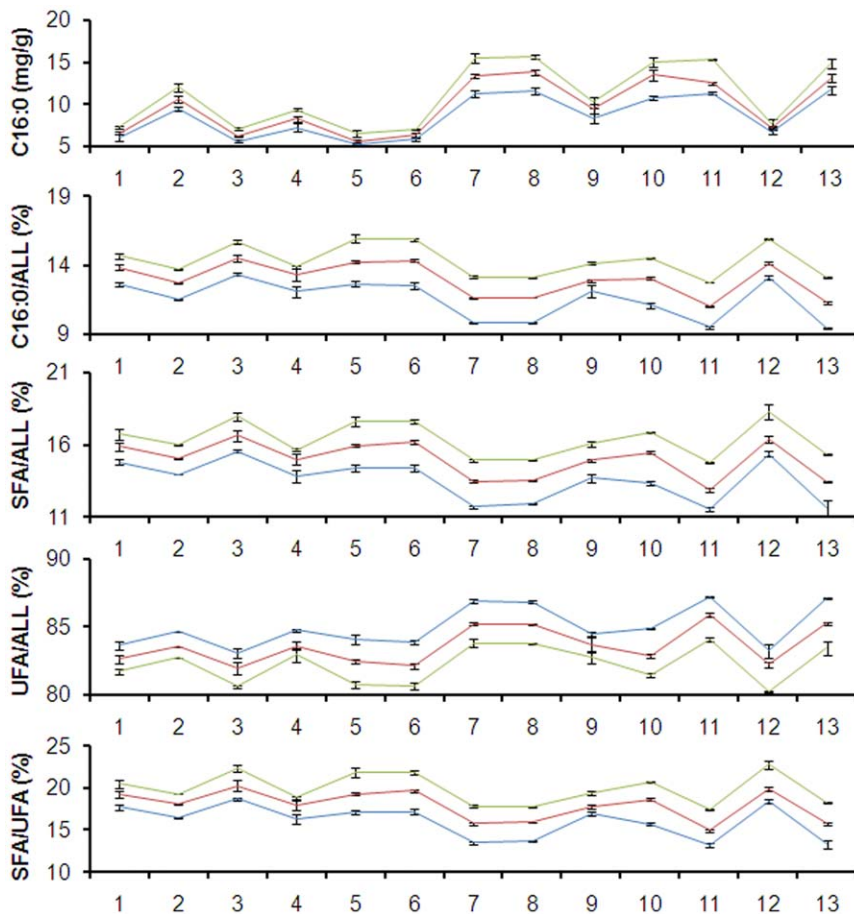 C16:0 (mg/g)
20
15
10
5
1 2 3 4 5 6 7 8 9 10 11 12 13
C16:0/ALL (%)
19
14
9
1 2 3 4 5 6 7 8 9 10 11 12 13
SFA/ALL (%)
21
16
11
1 2 3 4 5 6 7 8 9 10 11 12 13
UFA/ALL (%)
90
85
80
1 2 3 4 5 6 7 8 9 10 11 12 13
SFA/UFA (%)
25
20
15
10
1 2 3 4 5 6 7 8 9 10 11 12 13